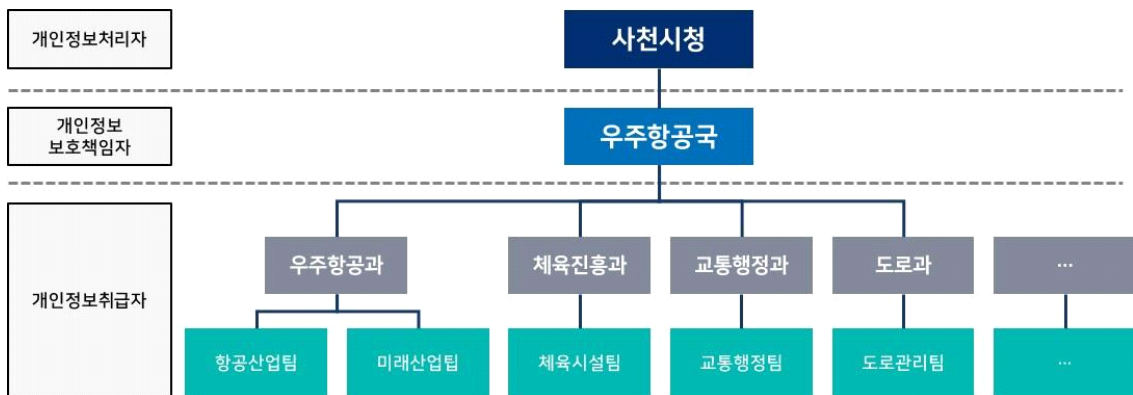 개인정보처리자
사천시청
개인정보
보호책임자
우주항공국
개인정보취급자
우주항공과
체육진흥과
교통행정과
도로과
...
항공산업팀
미래산업팁
체육시설팀
교통행정팀
도로관리팀
...